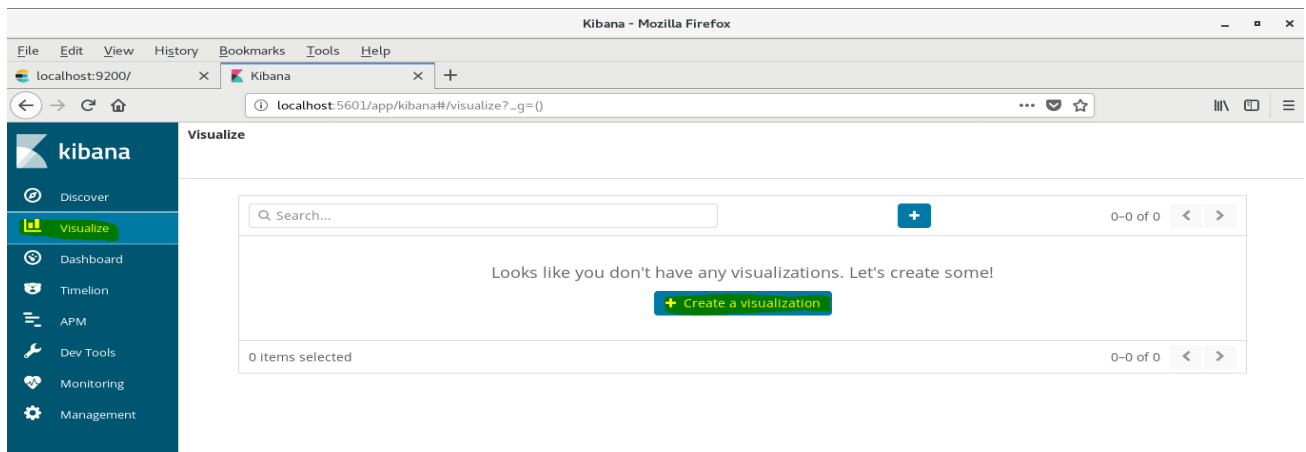 Kibana - Mozilla Firefox
File Edit View History Bookmarks Tools Help
localhost:9200/ Kibana
localhost:5601/app/kibana#/visualize?_g=()
kibana
Visualize
Discover
Visualize
Dashboard
Timelion
APM
Dev Tools
Monitoring
Management
Search...
0–0 of 0
Looks like you don't have any visualizations. Let's create some!
+ Create a visualization
0 items selected
0–0 of 0